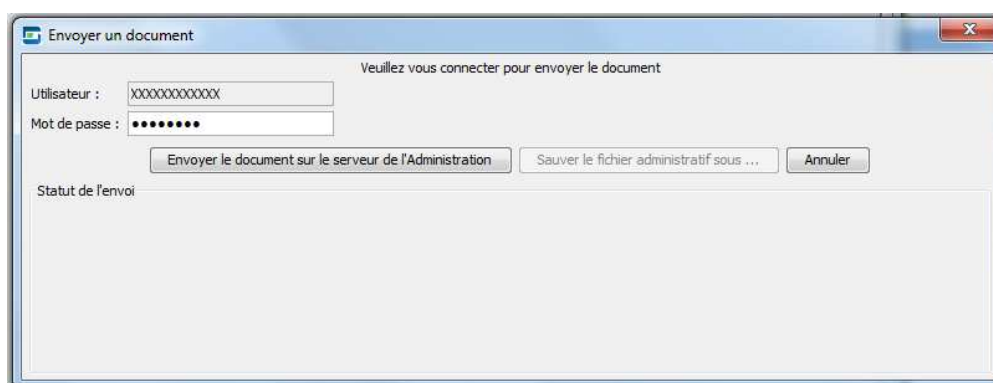 Envoyer un document
Veuillez vous connecter pour envoyer le document
Utilisateur : XXXXXXXXXXXX
Mot de passe : ••••••••
Envoyer le document sur le serveur de l'Administration Sauver le fichier administratif sous ... Annuler
Statut de l'envoi